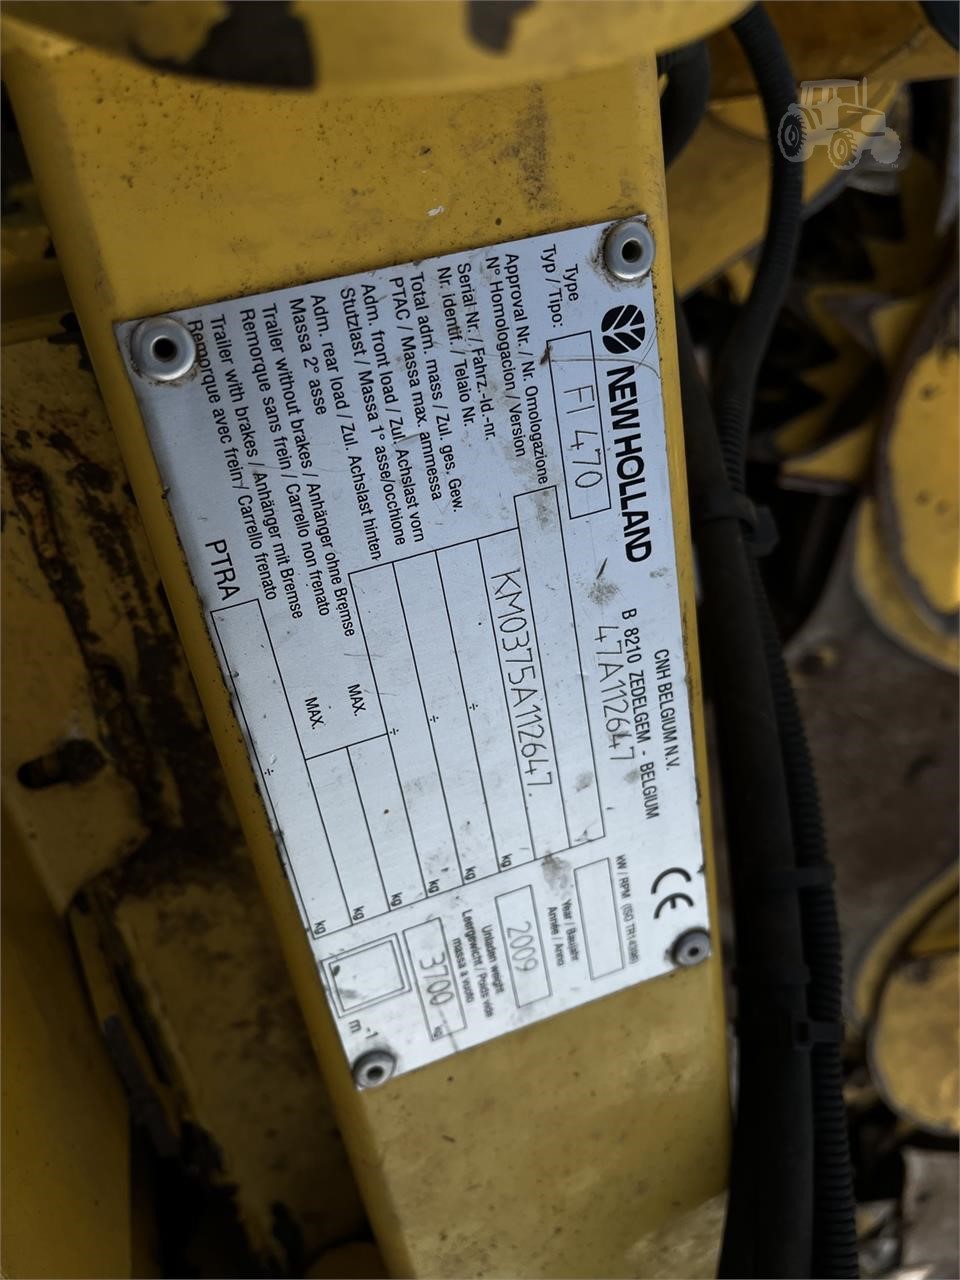 NEW HOLLAND
CNH BELGIUM N.V.
B 8210 ZEDELGEM - BELGIUM
47A112647
Type
Typ / Tipo:
FI 470
Approval Nr. / Nr. Omologazione
N° Homologacion / Version
Serial Nr. / Fahrz.-Id.-nr.
Nr. identif. / Telaio Nr.
KM0375A112647.
Total adm. mass / Zul. ges. Gew.
PTAC / Massa max. ammessa
kg
Adm. front load / Zul. Achslast vorn
Stutzlast / Massa 1° asse/occhione
÷ kg
Adm. rear load / Zul. Achslast hinten
Massa 2° asse
÷ kg
Trailer without brakes / Anhänger ohne Bremse
Remorque sans frein / Carrello non frenato
MAX. ÷ kg
Trailer with brakes / Anhänger mit Bremse
Remorque avec frein / Carrello frenato
MAX. kg
PTRA ÷ kg
CE
kW / RPM (ISO TR14396)
Year / Baujahr
Année / Anno
2009
Unladen weight
Leergewicht / Poids vide
massa a vuoto
3700 kg
m -1